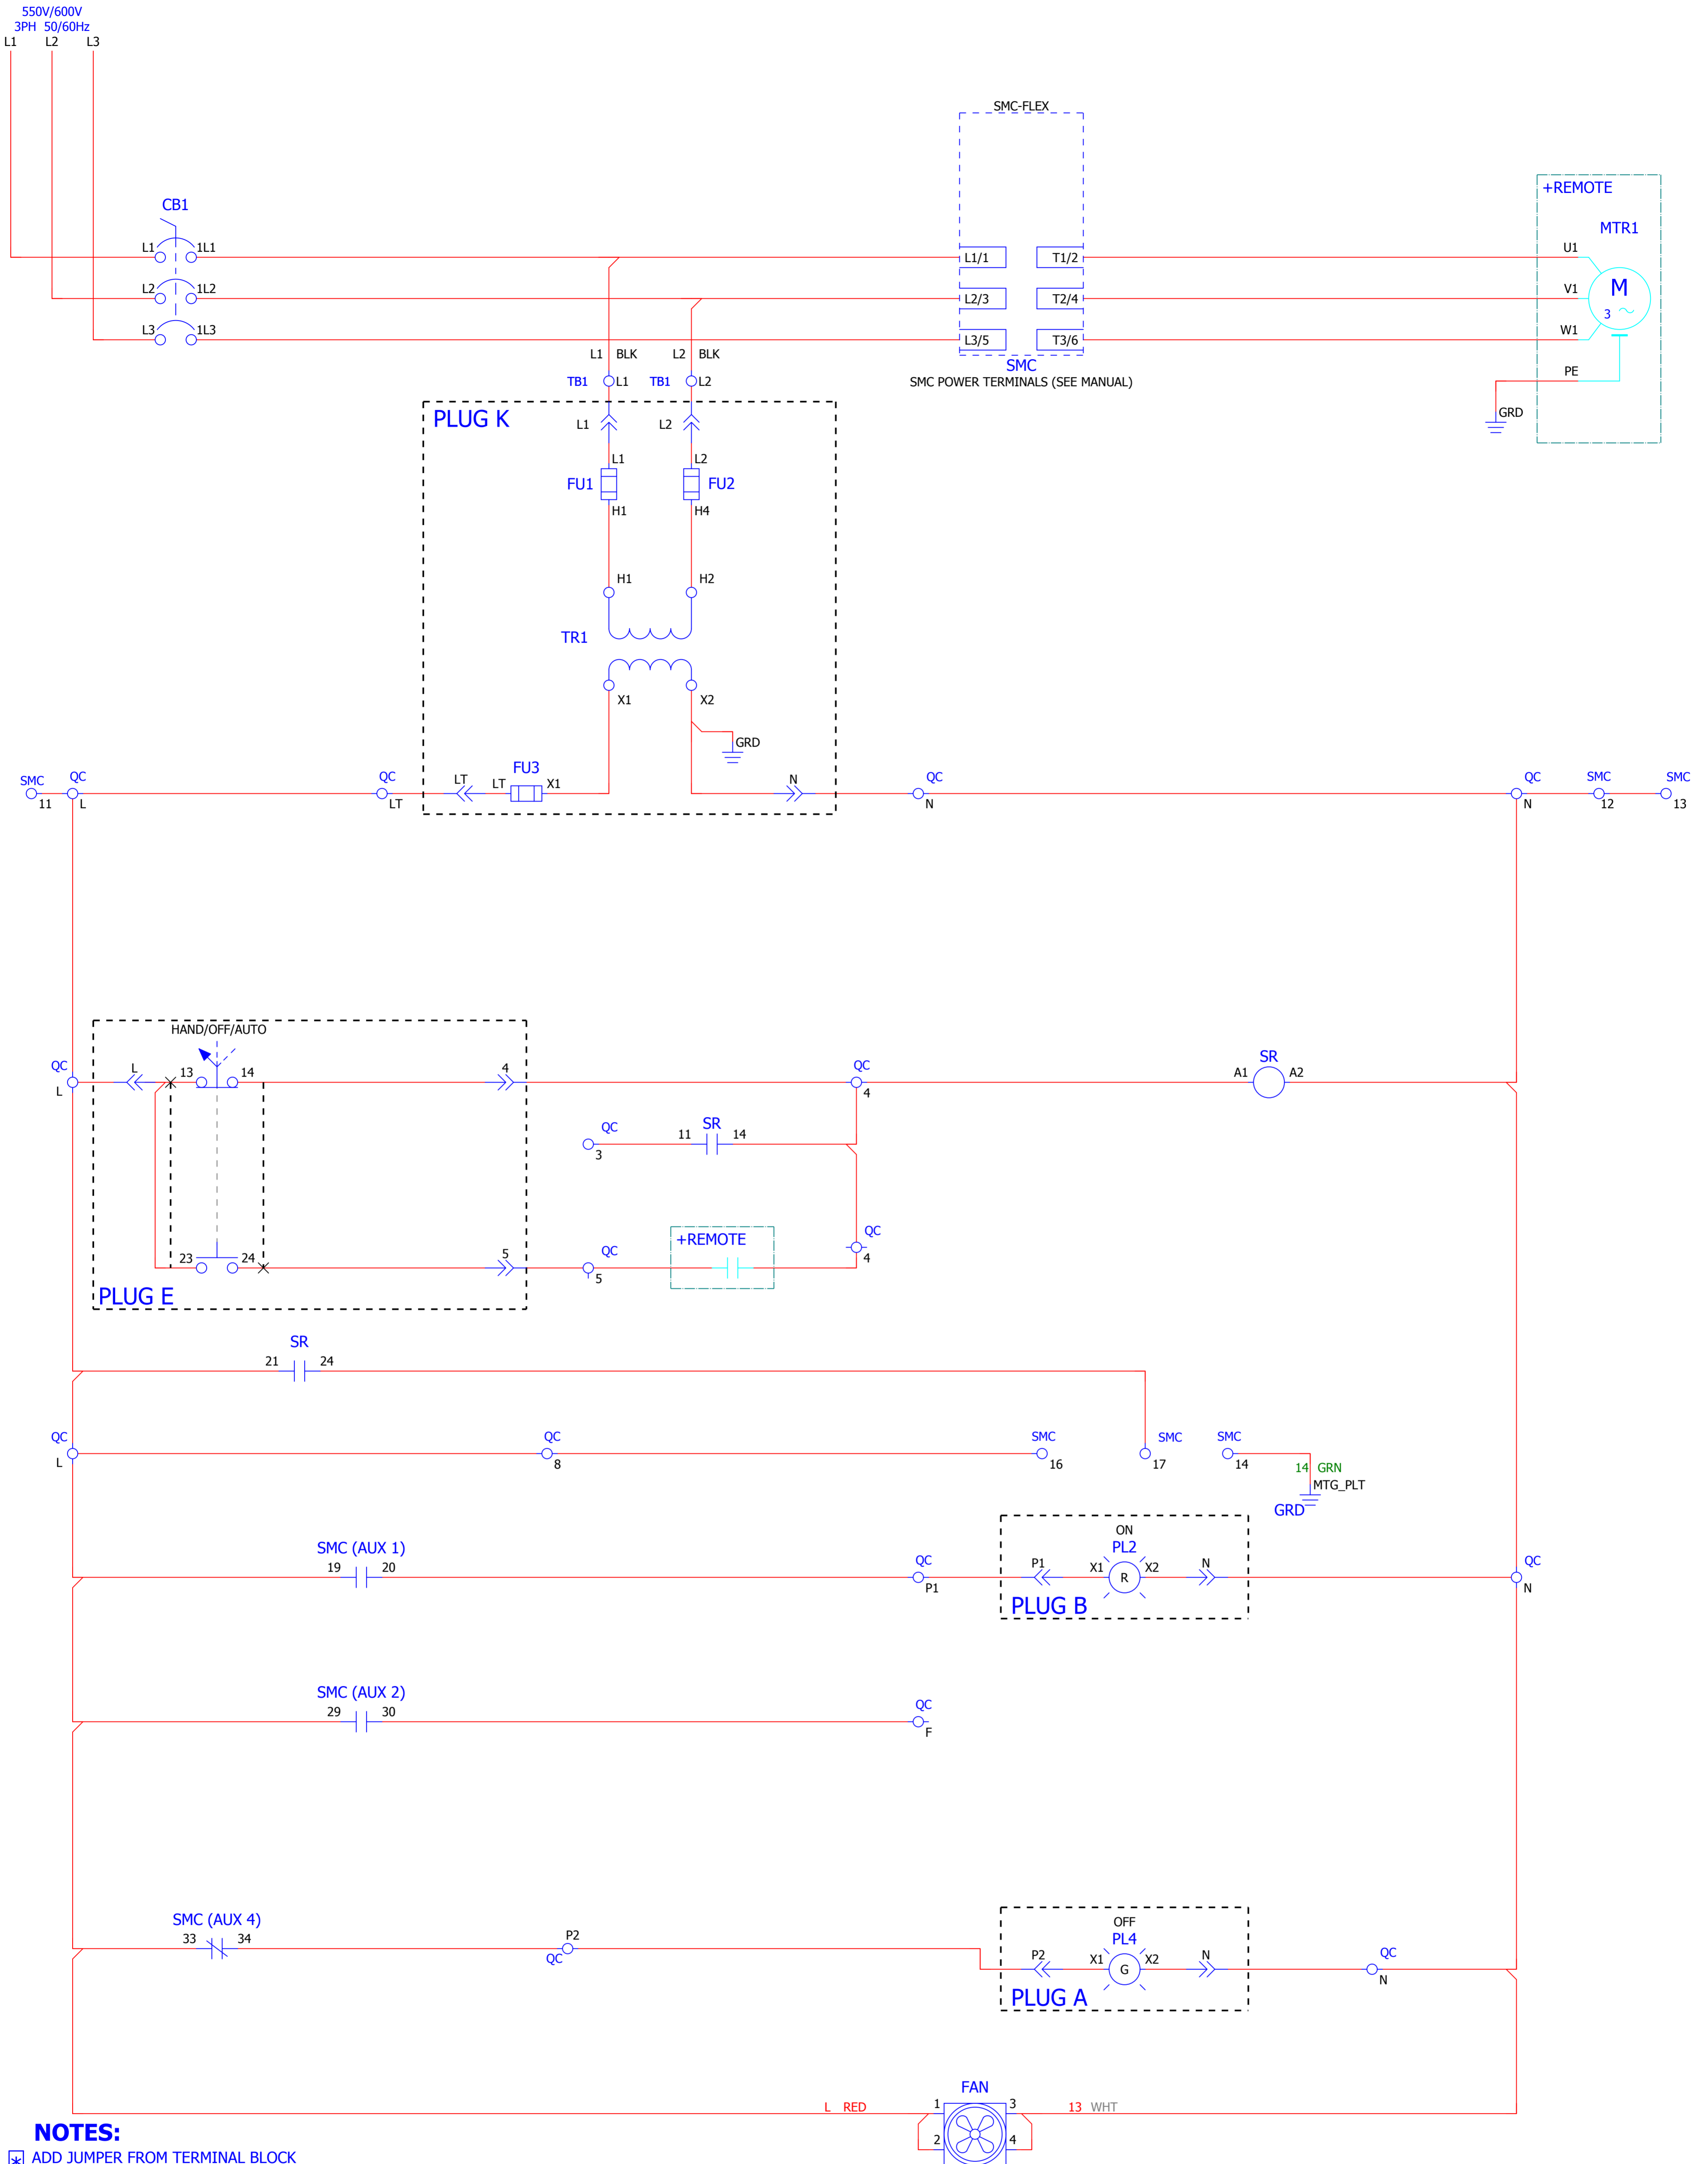 550V/600V
3PH 50/60Hz
L1 L2 L3
SMC-FLEX
+REMOTE
CB1
MTR1
L1 1L1 L1/1 T1/2 U1
L2 1L2 L2/3 T2/4 V1
M
3
L3 1L3 L3/5 T3/6 W1
L1 BLK L2 BLK
SMC
SMC POWER TERMINALS (SEE MANUAL)
PE
TB1 L1 TB1 L2
GRD
PLUG K
L1 L2
L1 L2
FU1 FU2
H1 H4
H1 H2
TR1
X1 X2
GRD
SMC QC QC LT LT FU3 X1 N QC QC SMC SMC
11 L LT N N 12 13
HAND/OFF/AUTO
QC L 13 14 4 QC SR
A1 A2
L 4
QC 11 SR 14
3
QC +REMOTE QC
23 24 5 4
5
PLUG E
SR
21 24
QC QC SMC SMC SMC
L 8 16 17 14
14 GRN
MTG_PLT
GRD
ON
SMC (AUX 1) PL2
19 20 QC P1 X1 R X2 N QC
P1 N
PLUG B
SMC (AUX 2)
29 30 QC
F
SMC (AUX 4) OFF
33 34 P2 PL4
QC P2 X1 G X2 N QC
N
PLUG A
FAN
L RED 1 3 13 WHT
2 4
NOTES:
* ADD JUMPER FROM TERMINAL BLOCK